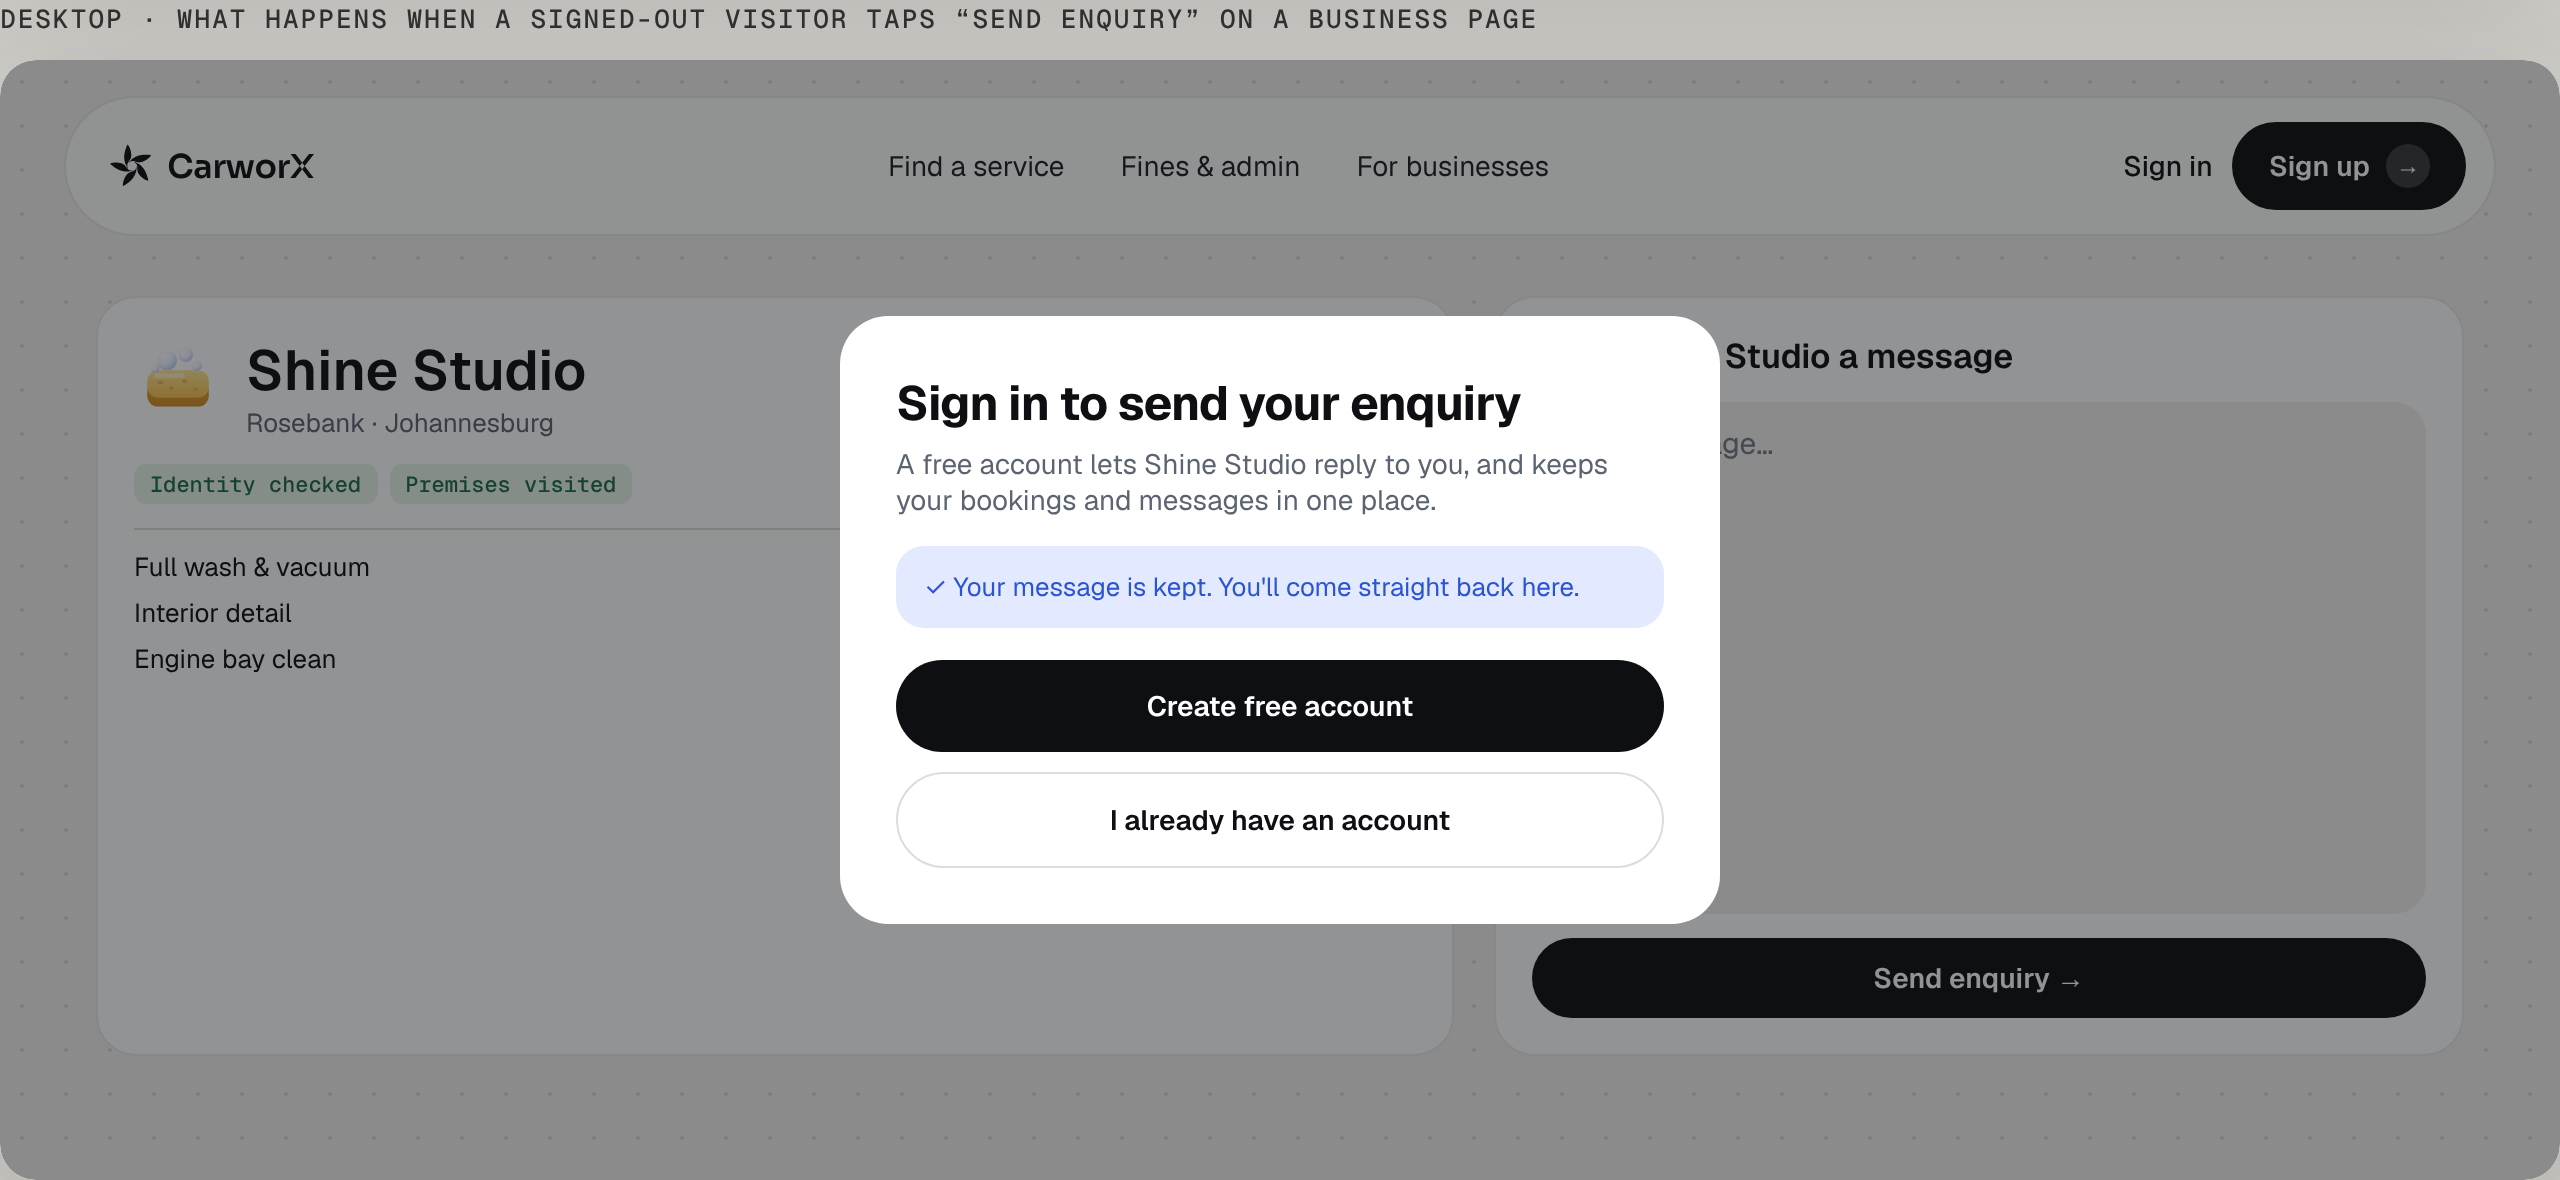 DESKTOP · WHAT HAPPENS WHEN A SIGNED-OUT VISITOR TAPS “SEND ENQUIRY” ON A BUSINESS PAGE
CarworX
Find a service
Fines & admin
For businesses
Sign in
Sign up →
Shine Studio
Rosebank · Johannesburg
Identity checked
Premises visited
Full wash & vacuum
Interior detail
Engine bay clean
Sign in to send your enquiry
A free account lets Shine Studio reply to you, and keeps
your bookings and messages in one place.
✓ Your message is kept. You'll come straight back here.
Create free account
I already have an account
Studio a message
Send enquiry →